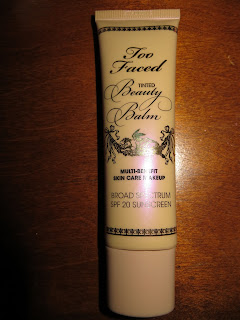 Too
Faced
TINTED
Beauty
Balm
MULTI-BENEFIT
SKIN CARE MAKEUP
BROAD SPECTRUM
SPF 20 SUNSCREEN